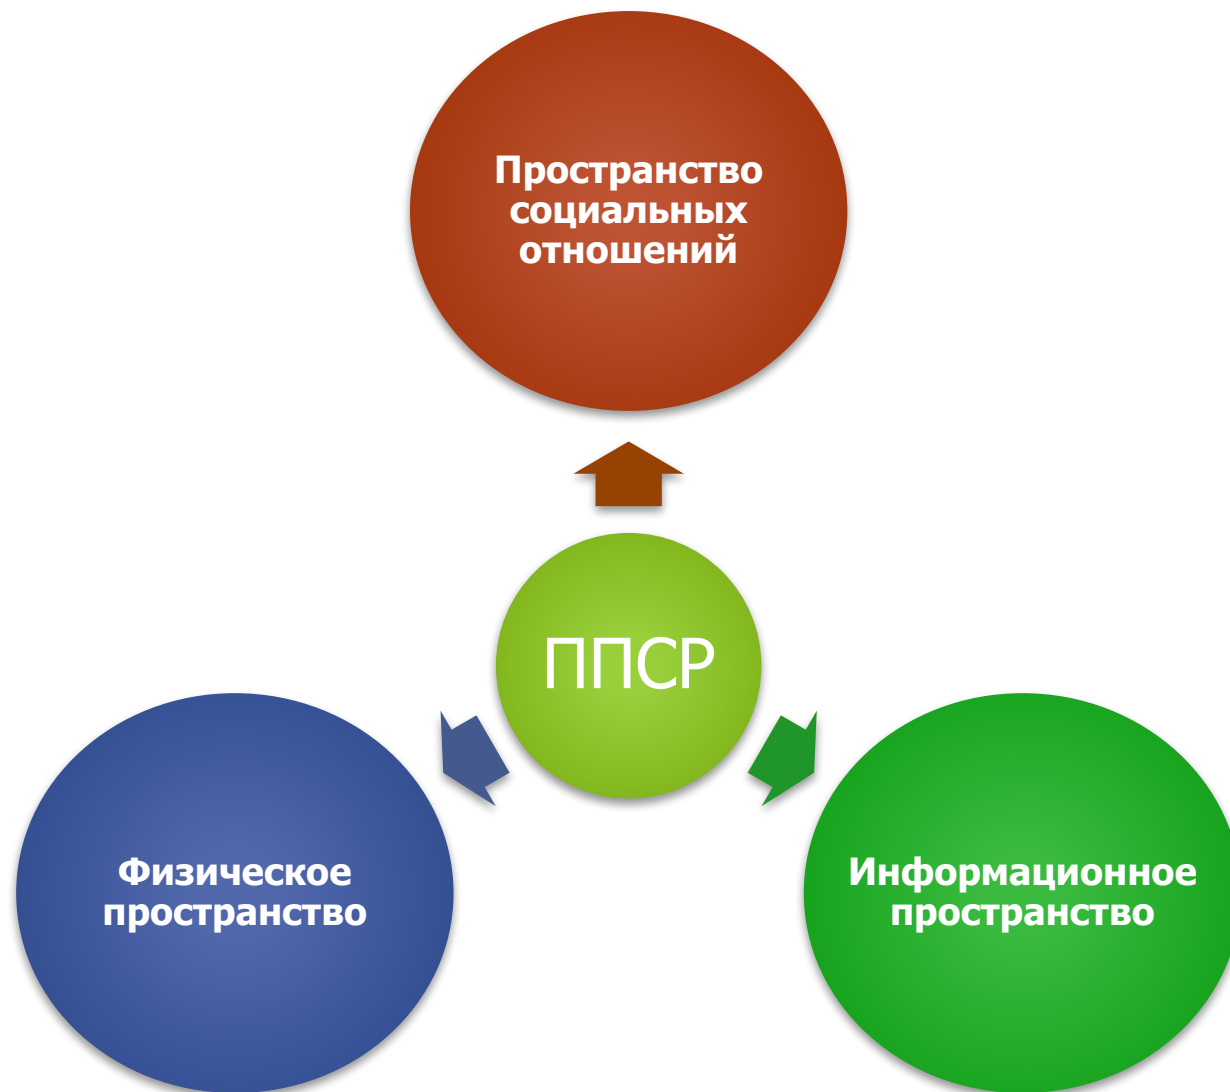 Пространство
социальных
отношений
ППСР
Физическое
пространство
Информационное
пространство